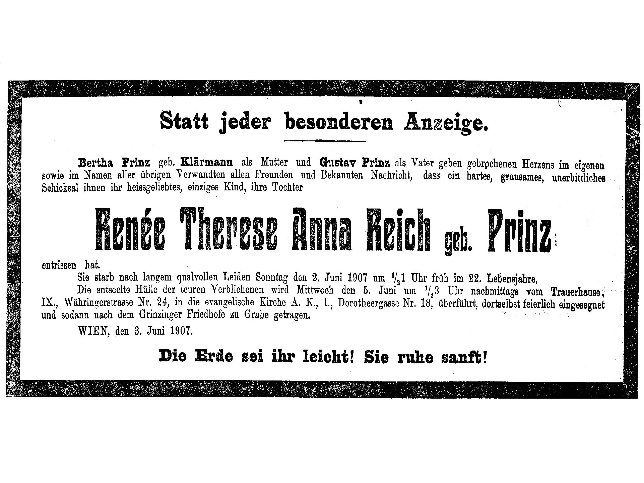 Statt jeder besonderen Anzeige.
Bertha Prinz geb. Klärmann als Mutter und Gustav Prinz als Vater geben gebrochenen Herzens im eigenen
sowie im Namen aller übrigen Verwandten allen Freunden und Bekannten Nachricht, dass ein hartes, grausames, unerbittliches
Schicksal ihnen ihr heissgeliebtes, einziges Kind, ihre Tochter
Renée Therese Anna Reich geb. Prinz
entrissen hat.
Sie starb nach langem qualvollen Leiden Sonntag den 2. Juni 1907 um ½1 Uhr früh im 22. Lebensjahre.
Die entseelte Hülle der teuren Verblichenen wird Mittwoch den 5. Juni um ½3 Uhr nachmittags vom Trauerhause:
IX., Währingerstrasse Nr. 24, in die evangelische Kirche A. K., I., Dorotheergasse Nr. 18, überführt, dortselbst feierlich eingesegnet
und sodann nach dem Grinzinger Friedhofe zu Grabe getragen.
WIEN, den 3. Juni 1907.
Die Erde sei ihr leicht! Sie ruhe sanft!